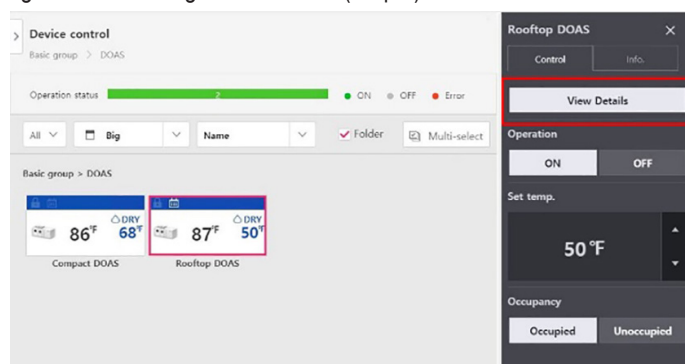 Device control
Basic group > DOAS
Operation status 2 ON OFF Error
All Big Name Folder Multi-select
Basic group > DOAS
DRY
86°F 68°F
Compact DOAS
DRY
87°F 50°F
Rooftop DOAS
Rooftop DOAS
Control Info.
View Details
Operation
ON OFF
Set temp.
50 °F
Occupancy
Occupied Unoccupied